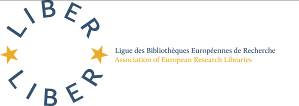 LIBER
Ligue des Bibliothèques Européennes de Recherche
Association of European Research Libraries
LIBER